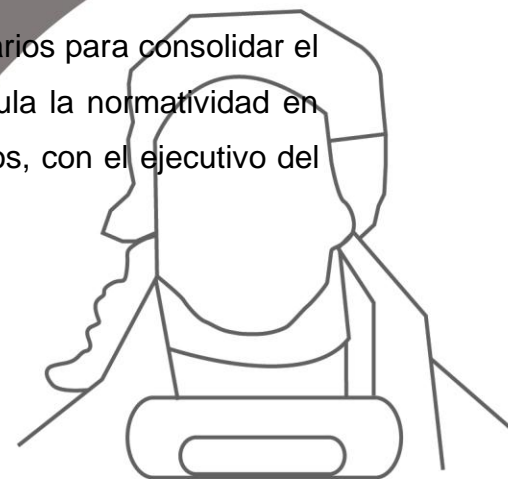 arios para consolidar el
ula la normatividad en
os, con el ejecutivo del